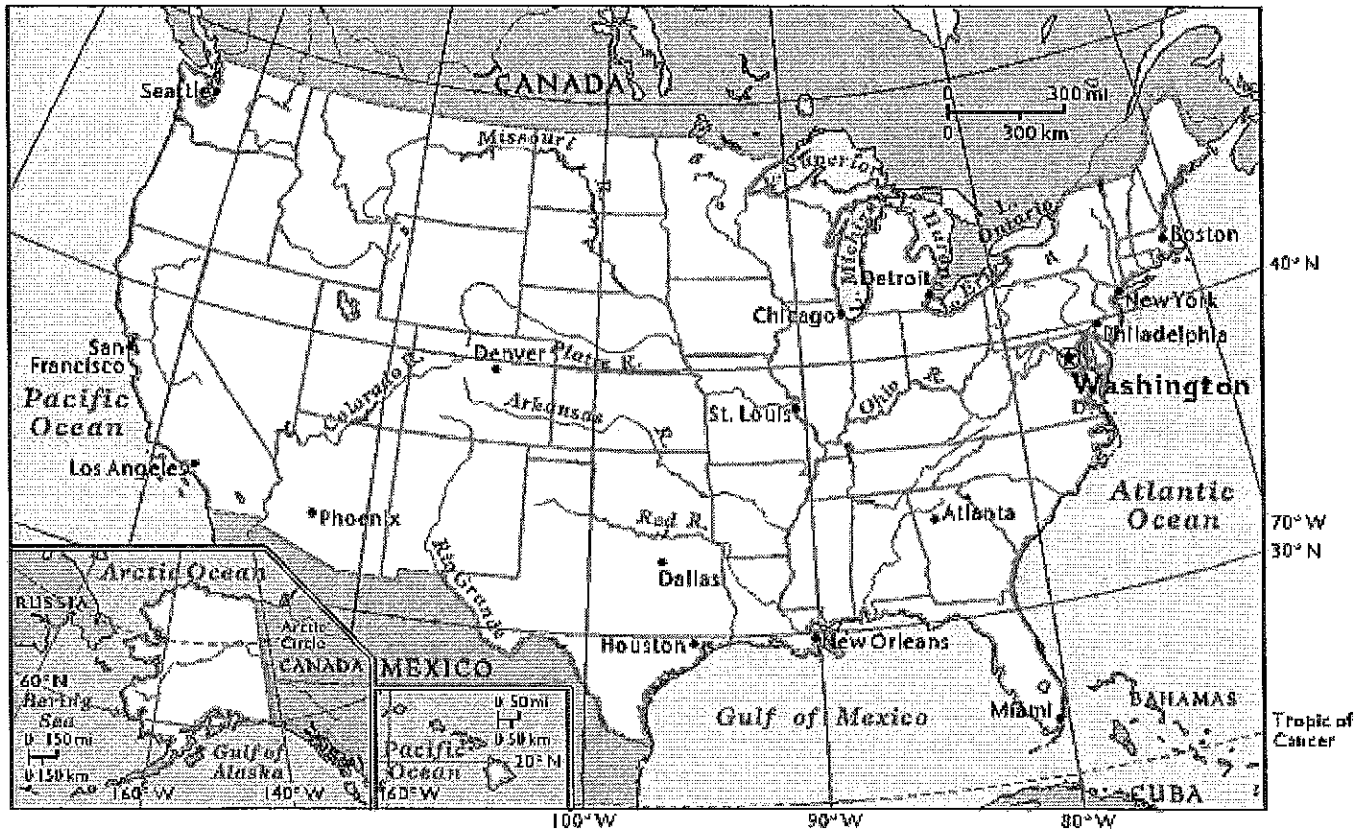 CANADA
Seattle
0 300 mi
0 300 km
Missouri
R.
L. Superior
L. Michigan
L. Huron
L. Ontario
L. Erie
Boston
40° N
Detroit
Chicago
New York
Philadelphia
San
Francisco
Denver
Platte R.
Washington
D.
Pacific
Ocean
Colorado
Arkansas
R.
St. Louis
Ohio R.
Los Angeles
Phoenix
Red R.
Atlanta
Atlantic
Ocean
70° W
30° N
Dallas
Rio Grande
Arctic Ocean
RUSSIA
Arctic
Circle
CANADA
MEXICO
Houston
New Orleans
60° N
Bering
Sea
0 150 mi
0 150 km
Gulf of
Alaska
160° W
140° W
0 50 mi
0 50 km
Pacific
Ocean
20° N
160° W
Gulf of Mexico
Miami
BAHAMAS
Tropic of
Cancer
CUBA
100° W
90° W
80° W